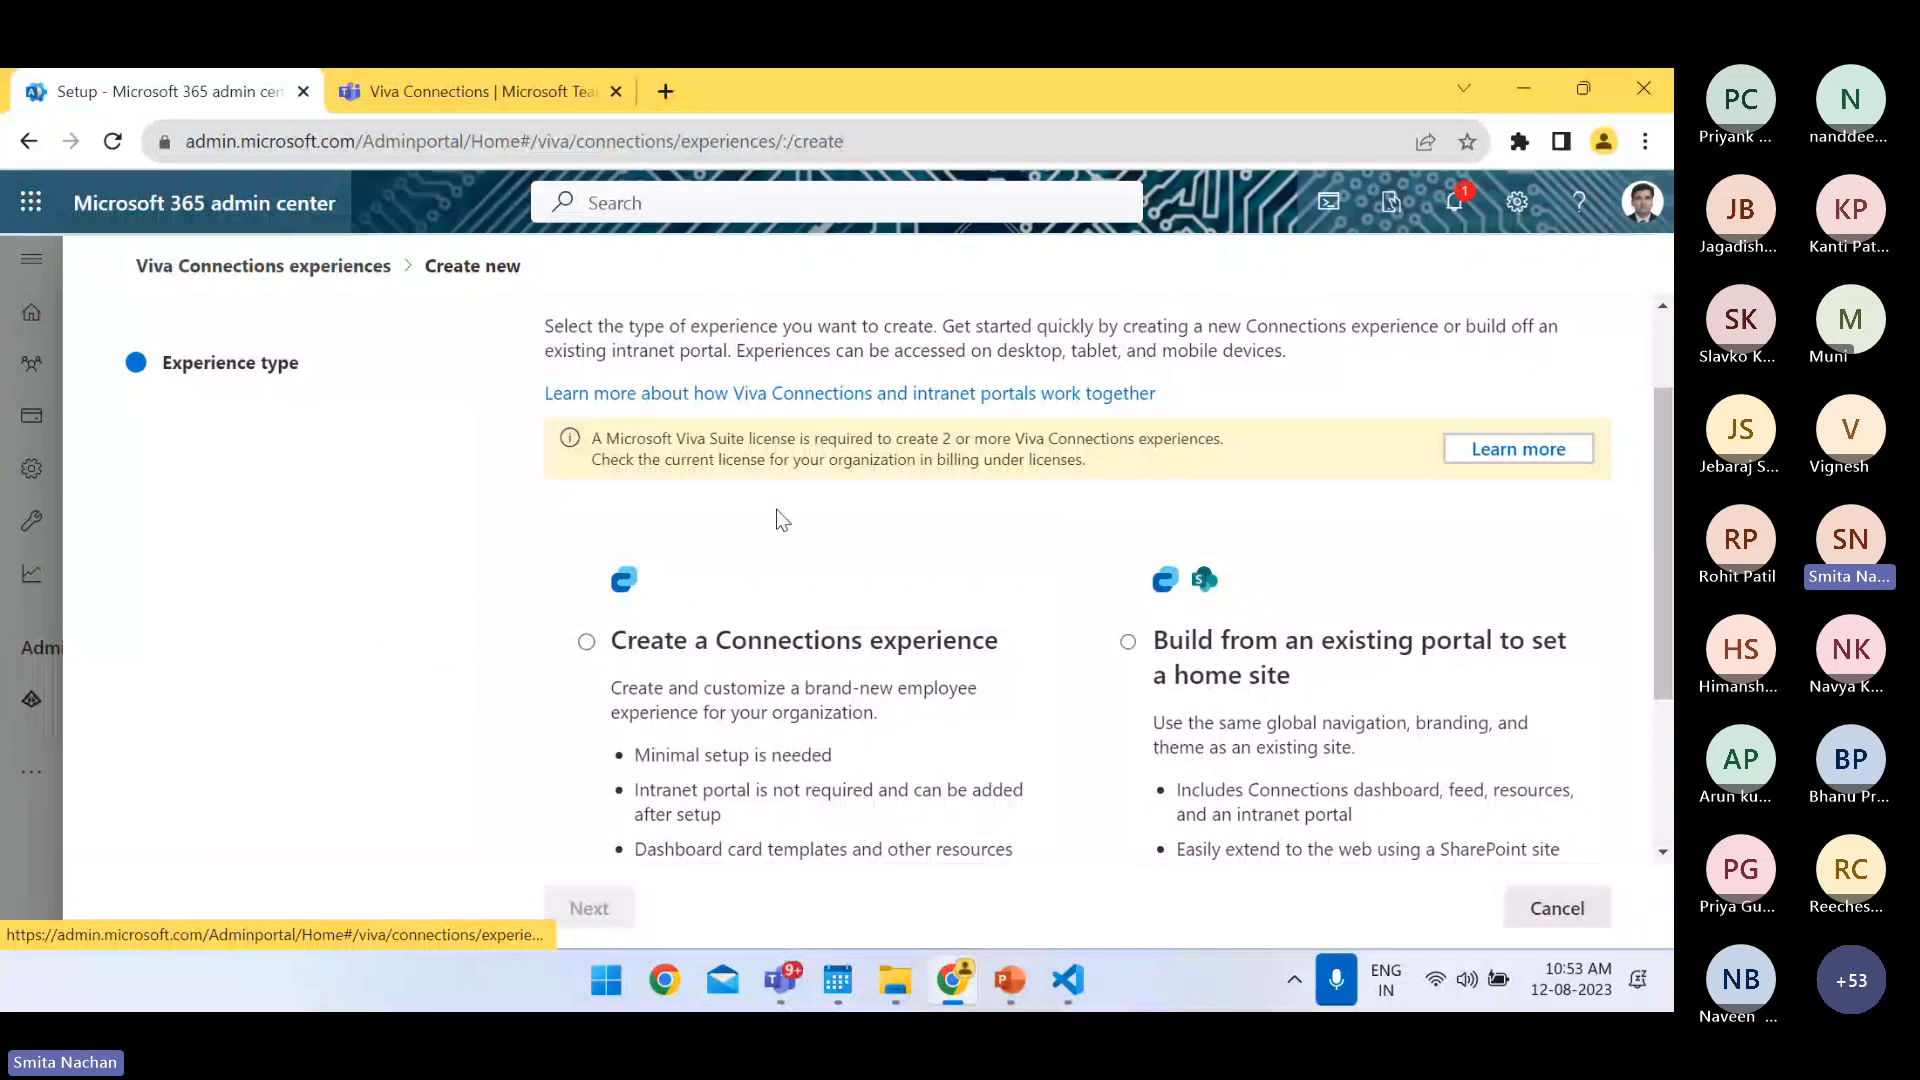 Setup - Microsoft 365 admin cen
Viva Connections | Microsoft Tea
admin.microsoft.com/Adminportal/Home#/viva/connections/experiences/:/create
Microsoft 365 admin center
Search
1
Viva Connections experiences > Create new
Experience type
Admi
Select the type of experience you want to create. Get started quickly by creating a new Connections experience or build off an
existing intranet portal. Experiences can be accessed on desktop, tablet, and mobile devices.
Learn more about how Viva Connections and intranet portals work together
A Microsoft Viva Suite license is required to create 2 or more Viva Connections experiences.
Check the current license for your organization in billing under licenses.
Learn more
Create a Connections experience
Create and customize a brand-new employee
experience for your organization.
• Minimal setup is needed
• Intranet portal is not required and can be added
after setup
• Dashboard card templates and other resources
Build from an existing portal to set
a home site
Use the same global navigation, branding, and
theme as an existing site.
• Includes Connections dashboard, feed, resources,
and an intranet portal
• Easily extend to the web using a SharePoint site
Next
Cancel
https://admin.microsoft.com/Adminportal/Home#/viva/connections/experie...
9+
ENG
IN
10:53 AM
12-08-2023
PC
Priyank ...
N
nanddee...
JB
Jagadish...
KP
Kanti Pat...
SK
Slavko K...
M
Muni
JS
Jebaraj S...
V
Vignesh
RP
Rohit Patil
SN
Smita Na...
HS
Himansh...
NK
Navya K...
AP
Arun ku...
BP
Bhanu Pr...
PG
Priya Gu...
RC
Reeches...
NB
Naveen ...
+53
Smita Nachan